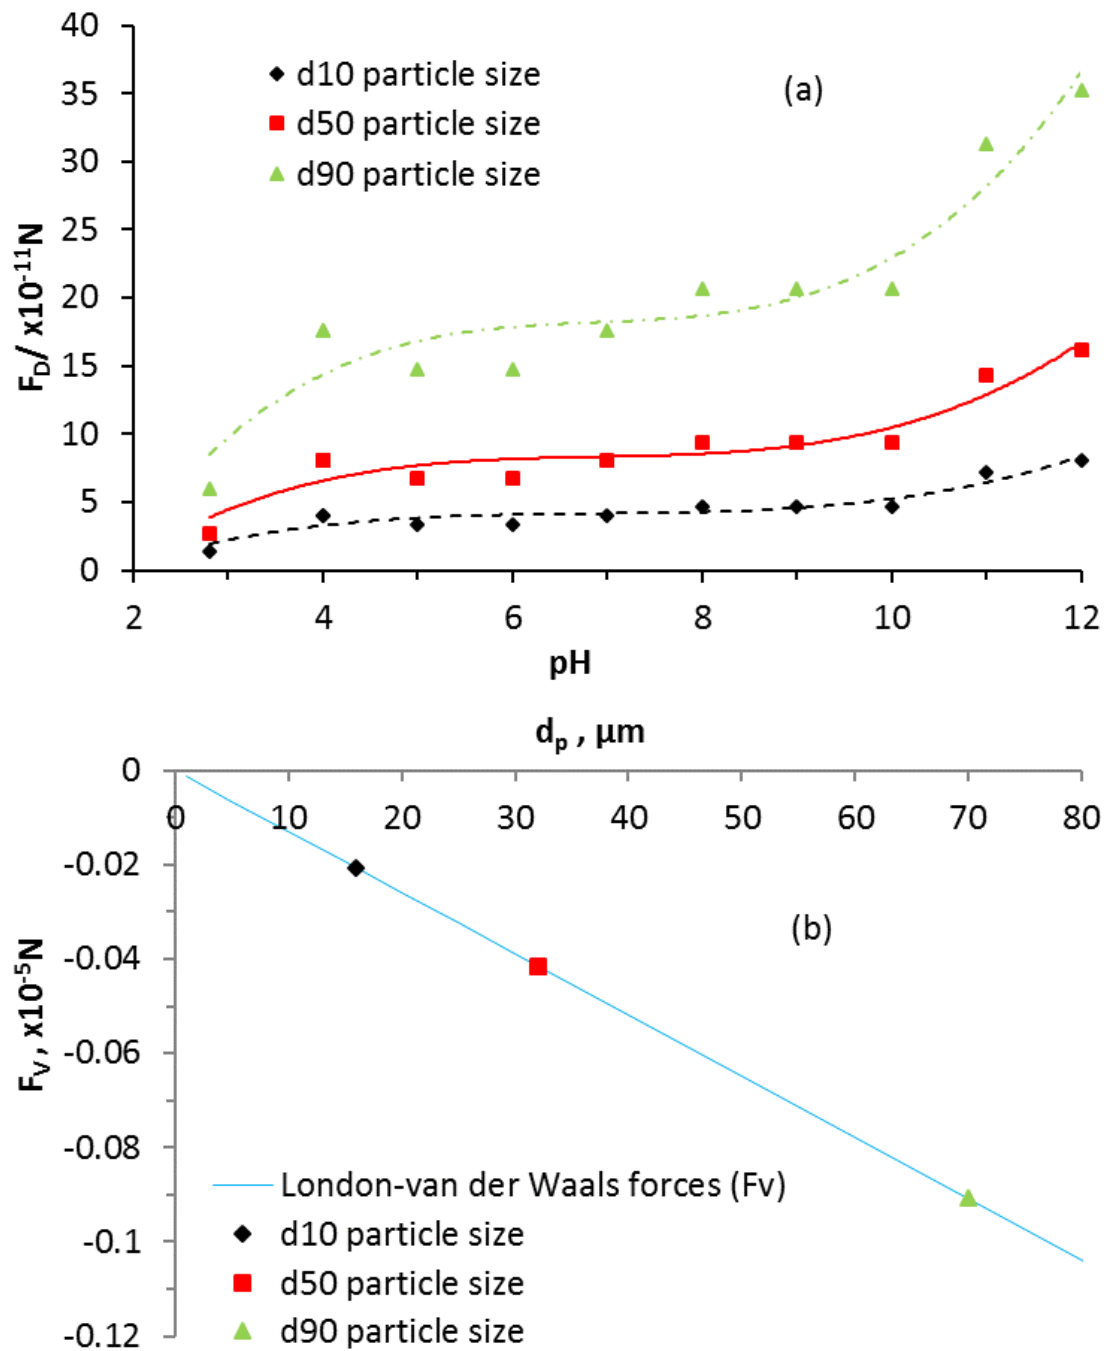 40
35
30
25
20
15
10
5
0
F_D/ x10⁻¹¹N
d10 particle size
d50 particle size
d90 particle size
(a)
2 4 6 8 10 12
pH
d_p , µm
0
0 10 20 30 40 50 60 70 80
-0.02
-0.04
-0.06
-0.08
-0.1
-0.12
F_V , x10⁻⁵N
(b)
London-van der Waals forces (Fv)
d10 particle size
d50 particle size
d90 particle size